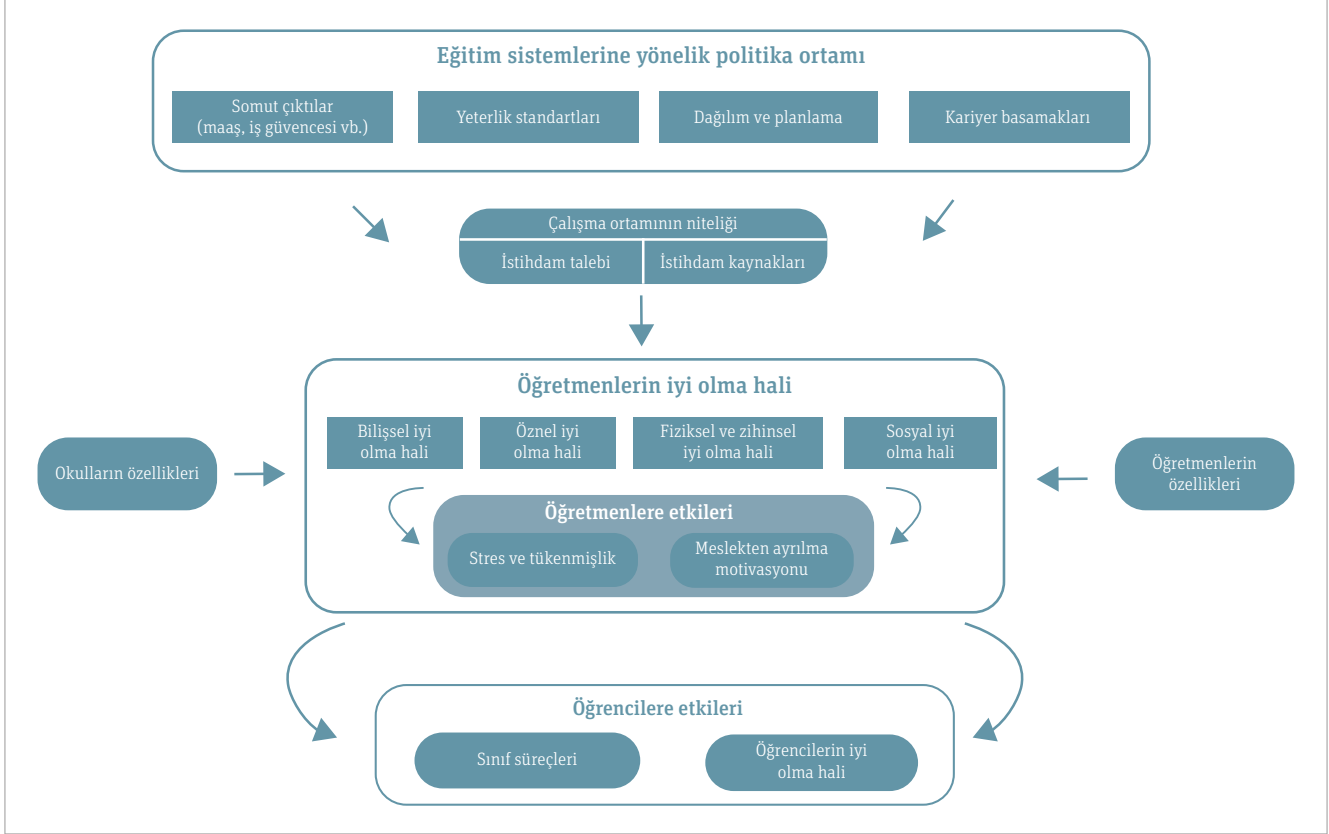 Eğitim sistemlerine yönelik politika ortamı
Somut çıktılar
(maaş, iş güvencesi vb.)
Yeterlik standartları
Dağılım ve planlama
Kariyer basamakları
Çalışma ortamının niteliği
İstihdam talebi
İstihdam kaynakları
Öğretmenlerin iyi olma hali
Bilişsel iyi
olma hali
Öznel iyi
olma hali
Fiziksel ve zihinsel
iyi olma hali
Sosyal iyi
olma hali
Okulların özellikleri
Öğretmenlerin
özellikleri
Öğretmenlere etkileri
Stres ve tükenmişlik
Meslekten ayrılma
motivasyonu
Öğrencilere etkileri
Sınıf süreçleri
Öğrencilerin iyi
olma hali